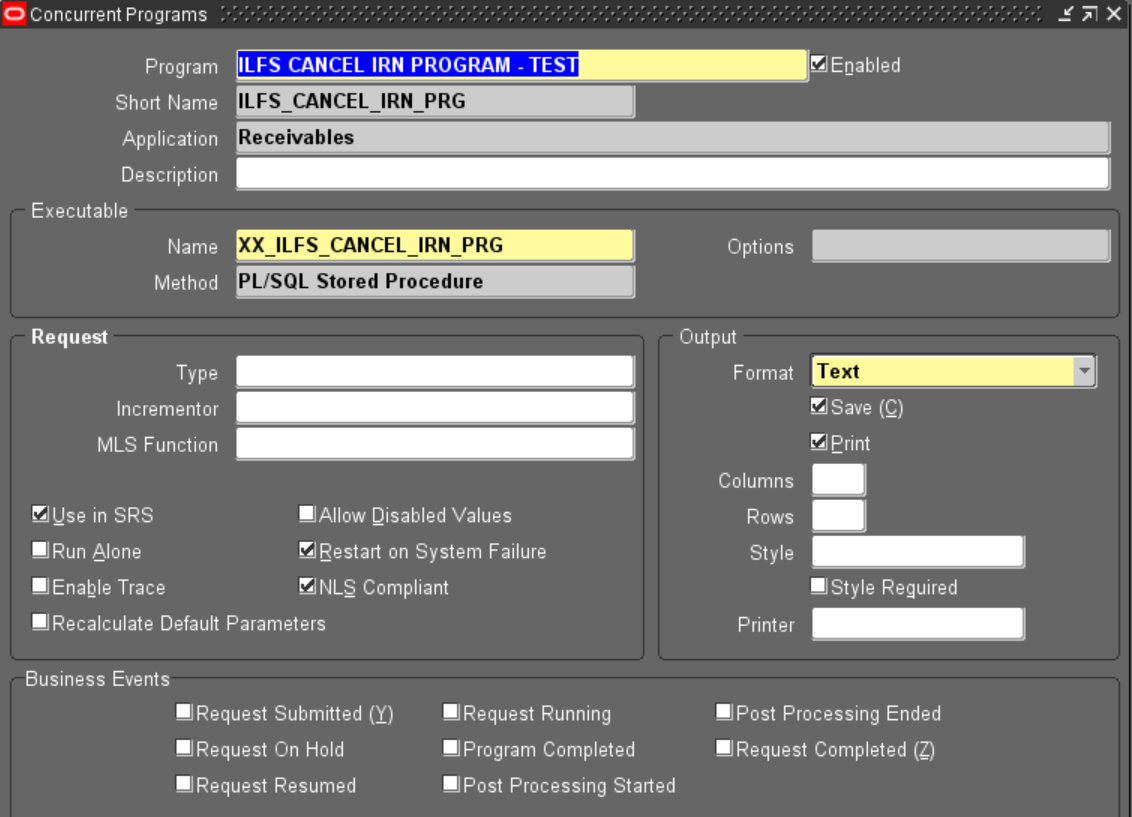 Concurrent Programs
Program ILFS CANCEL IRN PROGRAM - TEST Enabled
Short Name ILFS_CANCEL_IRN_PRG
Application Receivables
Description
Executable
Name XX_ILFS_CANCEL_IRN_PRG Options
Method PL/SQL Stored Procedure
Request Output
Type Format Text
Incrementor Save (C)
MLS Function Print
Columns
Use in SRS Allow Disabled Values Rows
Run Alone Restart on System Failure Style
Enable Trace NLS Compliant Style Required
Recalculate Default Parameters Printer
Business Events
Request Submitted (Y) Request Running Post Processing Ended
Request On Hold Program Completed Request Completed (Z)
Request Resumed Post Processing Started